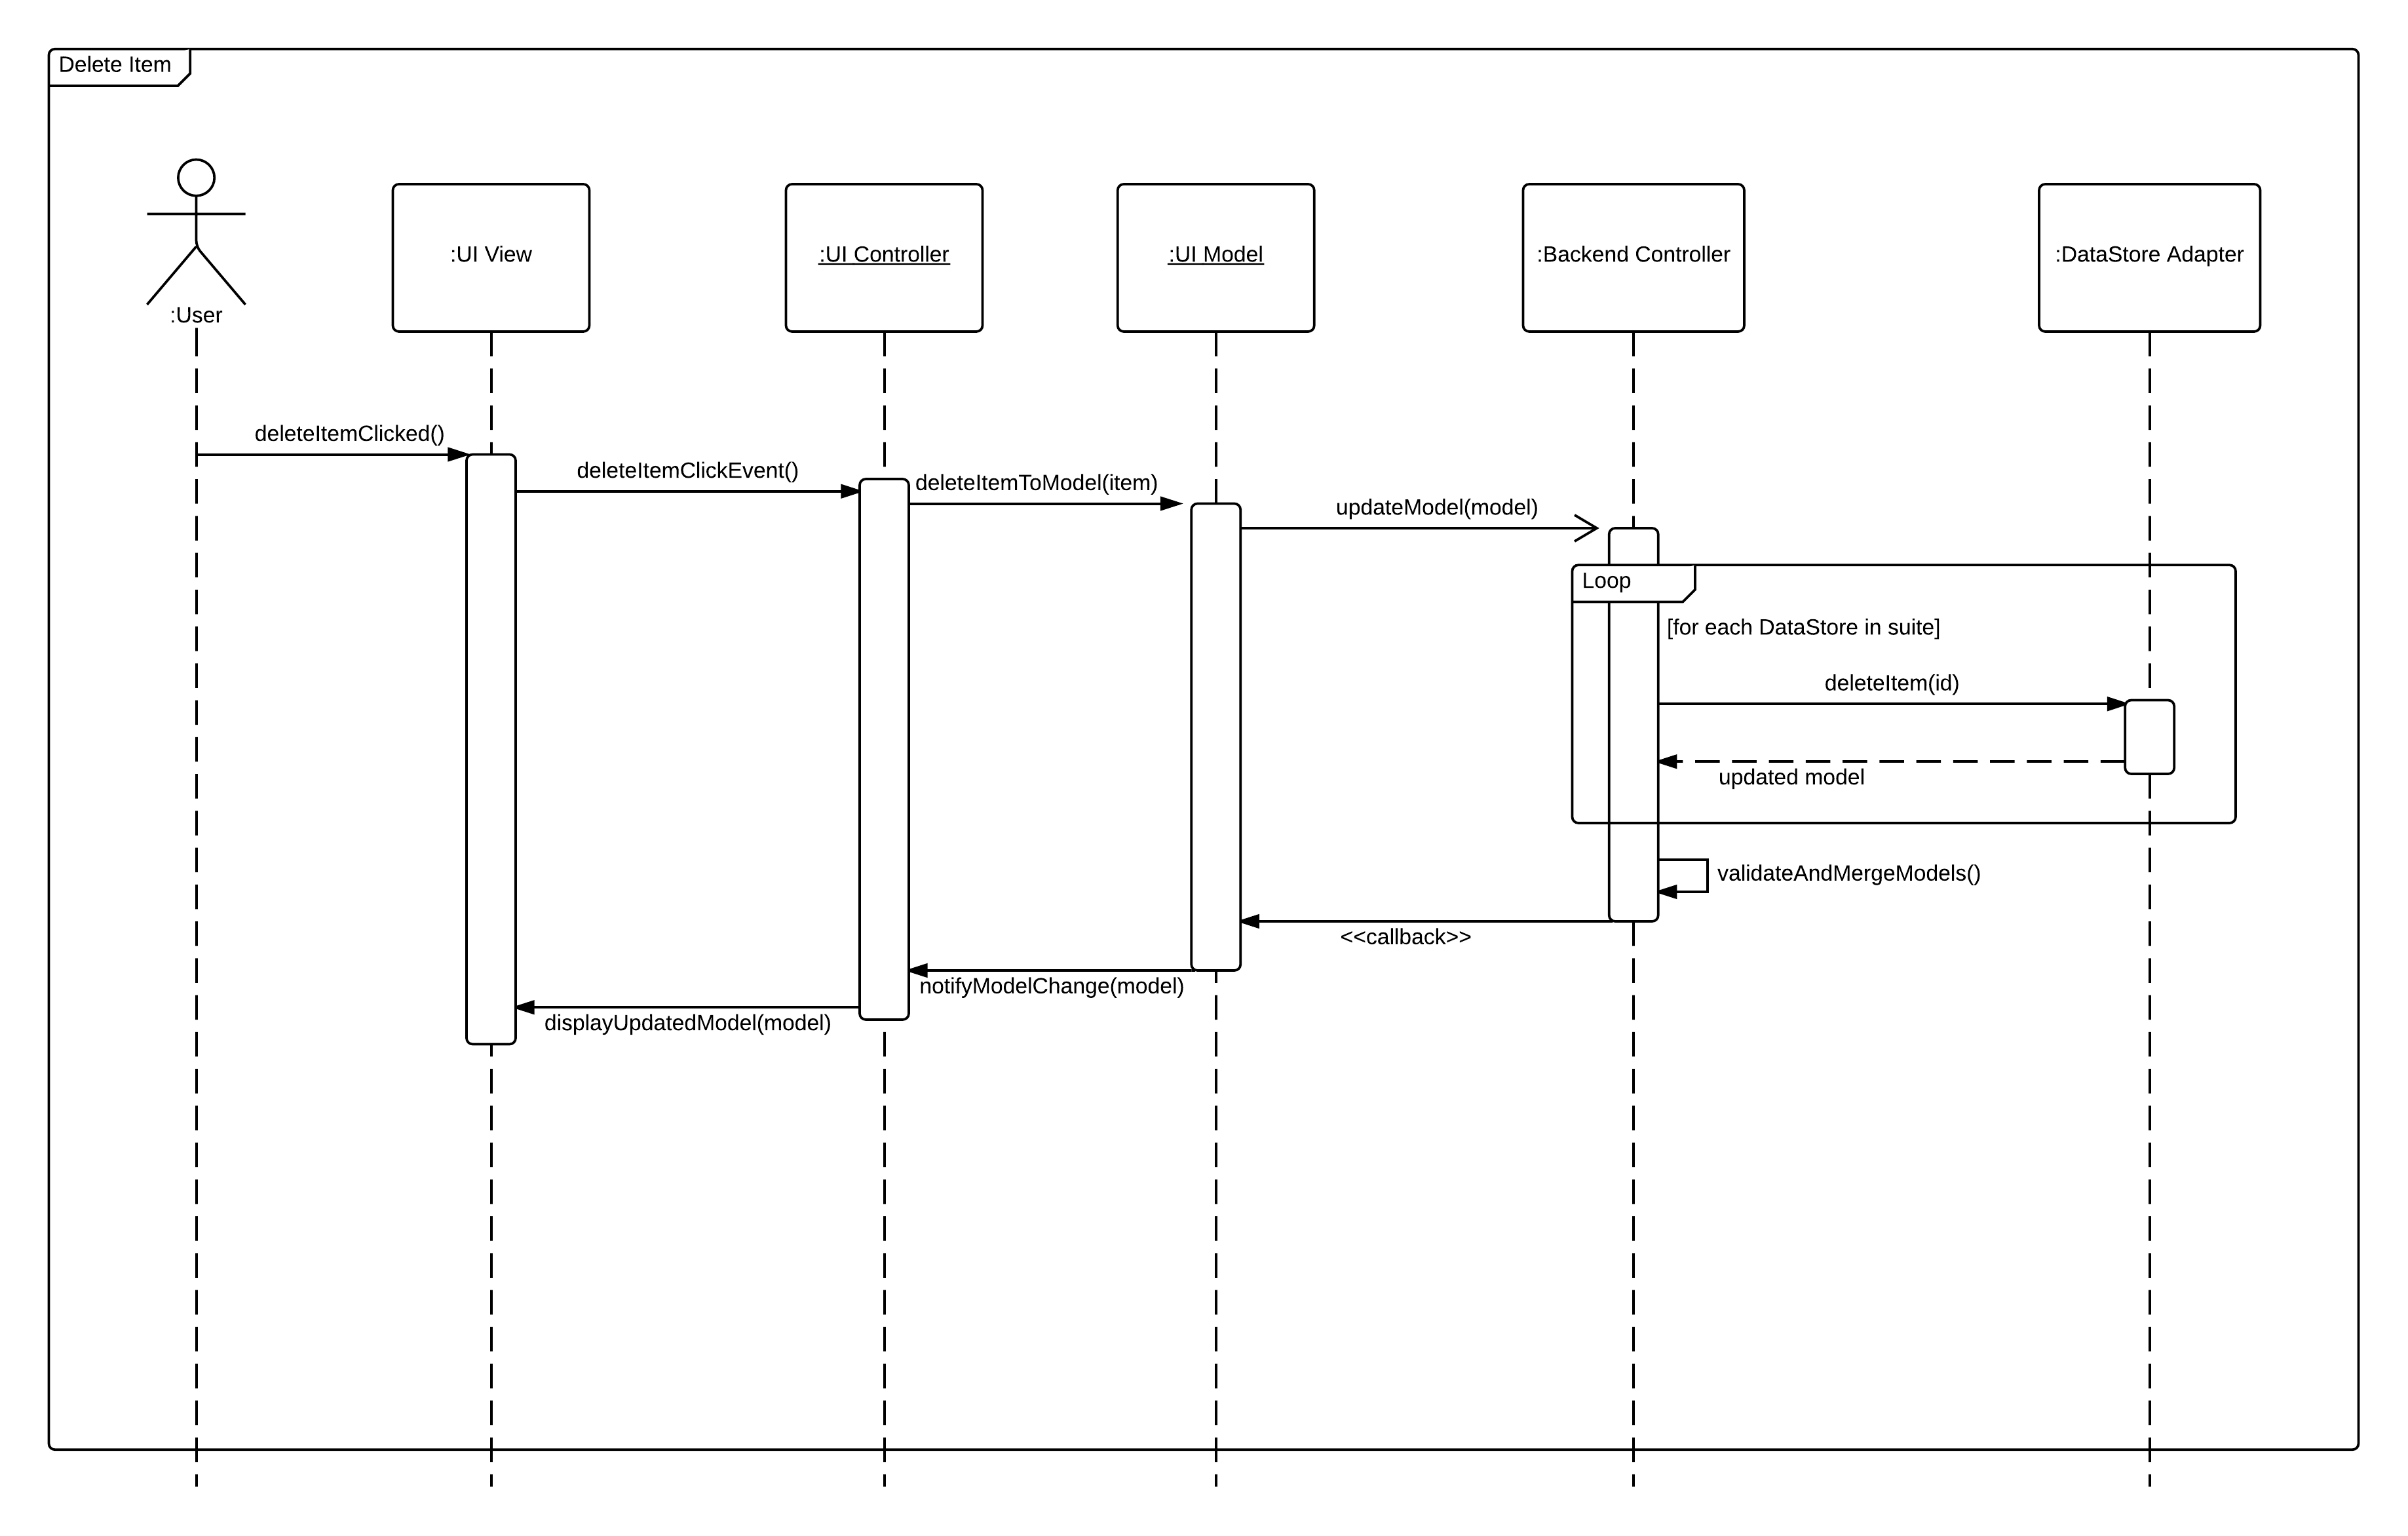 Delete Item
:User
:UI View
:UI Controller
:UI Model
:Backend Controller
:DataStore Adapter
deleteItemClicked()
deleteItemClickEvent()
deleteItemToModel(item)
updateModel(model)
Loop
[for each DataStore in suite]
deleteItem(id)
updated model
validateAndMergeModels()
<<callback>>
notifyModelChange(model)
displayUpdatedModel(model)